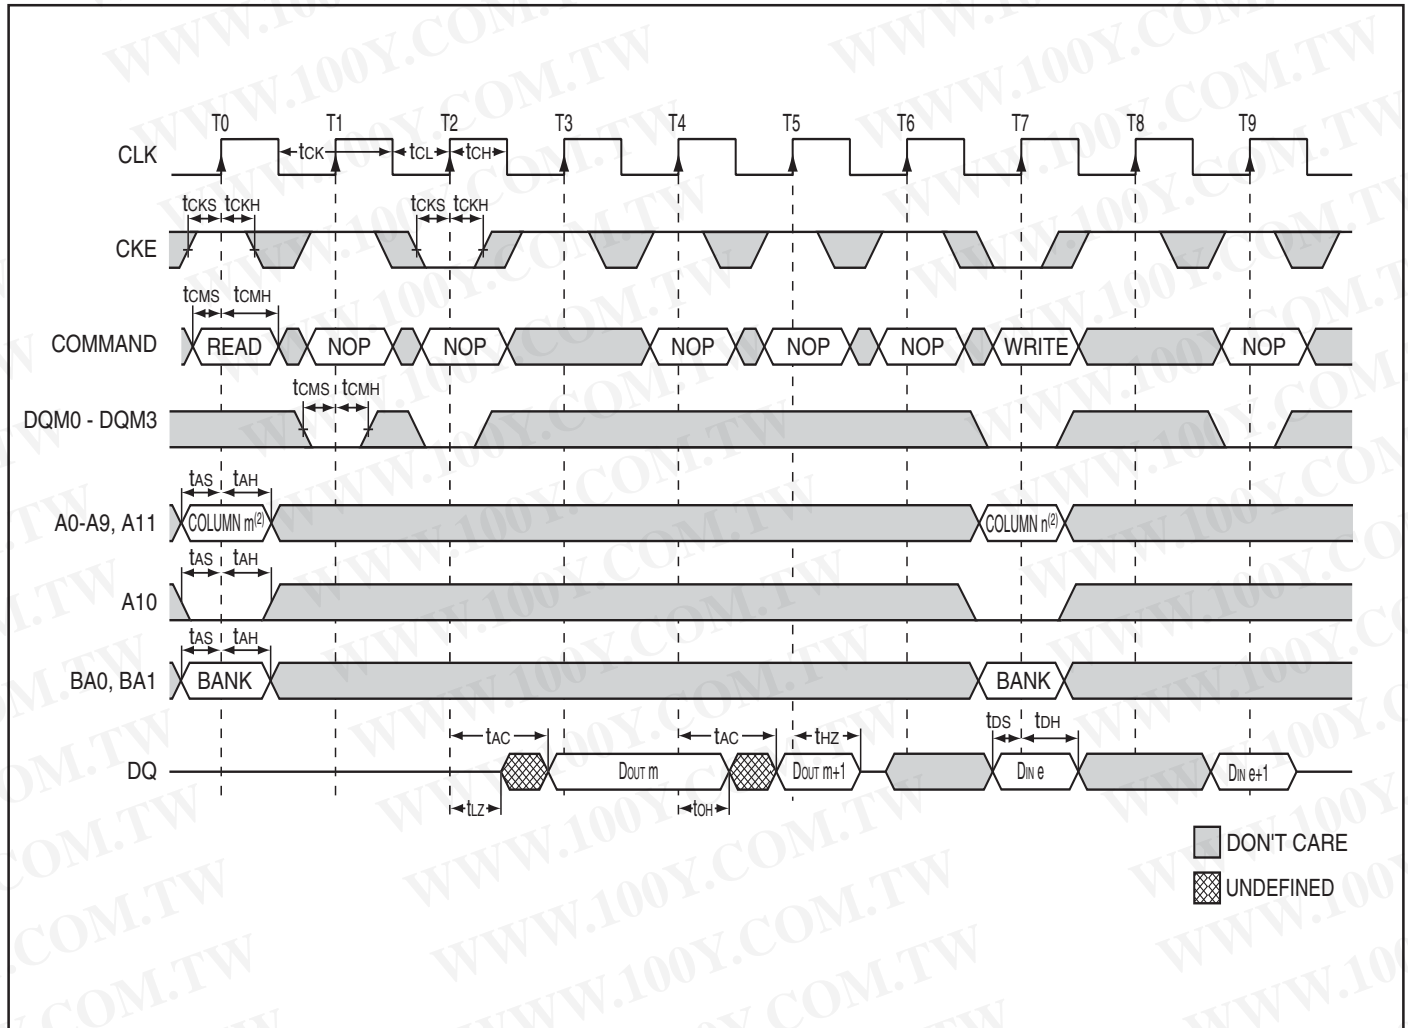 T0 T1 T2 T3 T4 T5 T6 T7 T8 T9
CLK tCK tCL tCH
tCKS tCKH tCKS tCKH
CKE
tCMS tCMH
COMMAND READ NOP NOP NOP NOP NOP WRITE NOP
tCMS tCMH
DQM0 - DQM3
tAS tAH
A0-A9, A11 COLUMN m(2) COLUMN n(2)
tAS tAH
A10
tAS tAH
BA0, BA1 BANK BANK
tAC tAC tHZ tDS tDH
DQ DOUT m DOUT m+1 DIN e DIN e+1
tLZ tOH
DON'T CARE
UNDEFINED
WWW.100Y.COM.TW